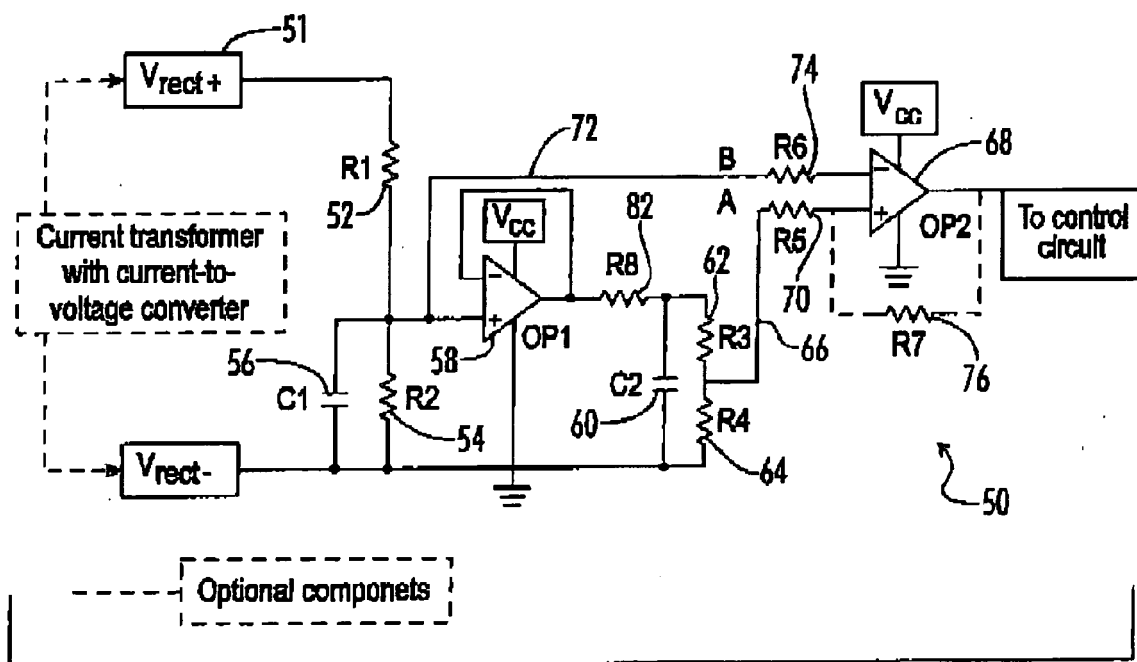 51
Vrect+
R1
52
72
74
B
R6
Vcc
68
A
R5
OP2
70
To control
circuit
R7
76
66
Current transformer
with current-to-
voltage converter
Vcc
82
R8
62
R3
OP1
58
56
C1
R2
54
C2
60
R4
64
Vrect-
50
Optional componets